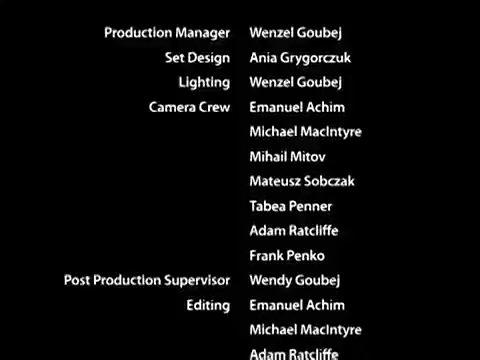 Production Manager Wenzel Goubej
Set Design Ania Grygorczuk
Lighting Wenzel Goubej
Camera Crew Emanuel Achim
Michael MacIntyre
Mihail Mitov
Mateusz Sobczak
Tabea Penner
Adam Ratcliffe
Frank Penko
Post Production Supervisor Wendy Goubej
Editing Emanuel Achim
Michael MacIntyre
Adam Ratcliffe